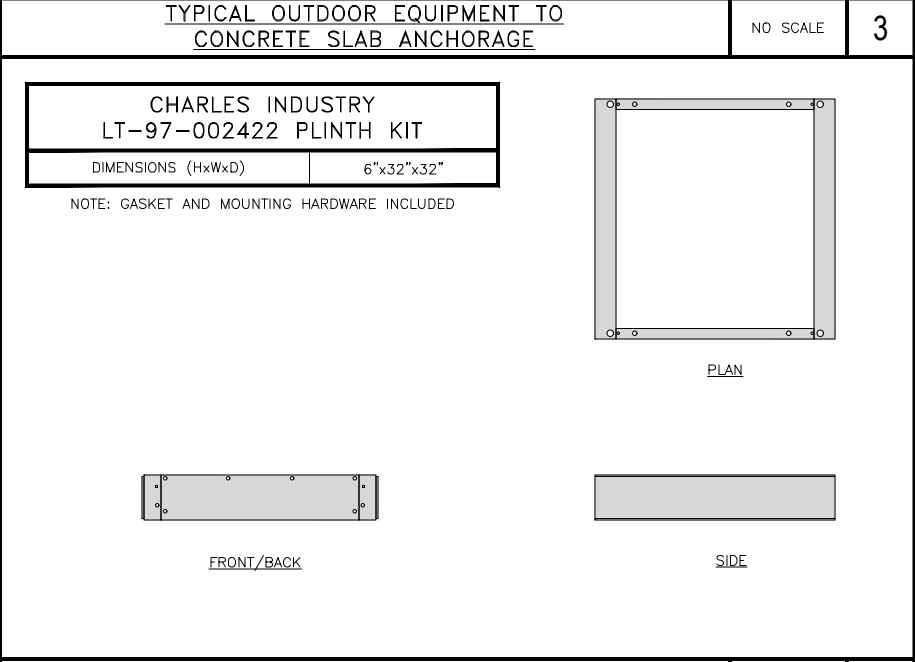 TYPICAL OUTDOOR EQUIPMENT TO
CONCRETE SLAB ANCHORAGE
NO SCALE
3
CHARLES INDUSTRY
LT-97-002422 PLINTH KIT
DIMENSIONS (HxWxD)
6"x32"x32"
NOTE: GASKET AND MOUNTING HARDWARE INCLUDED
PLAN
FRONT/BACK
SIDE